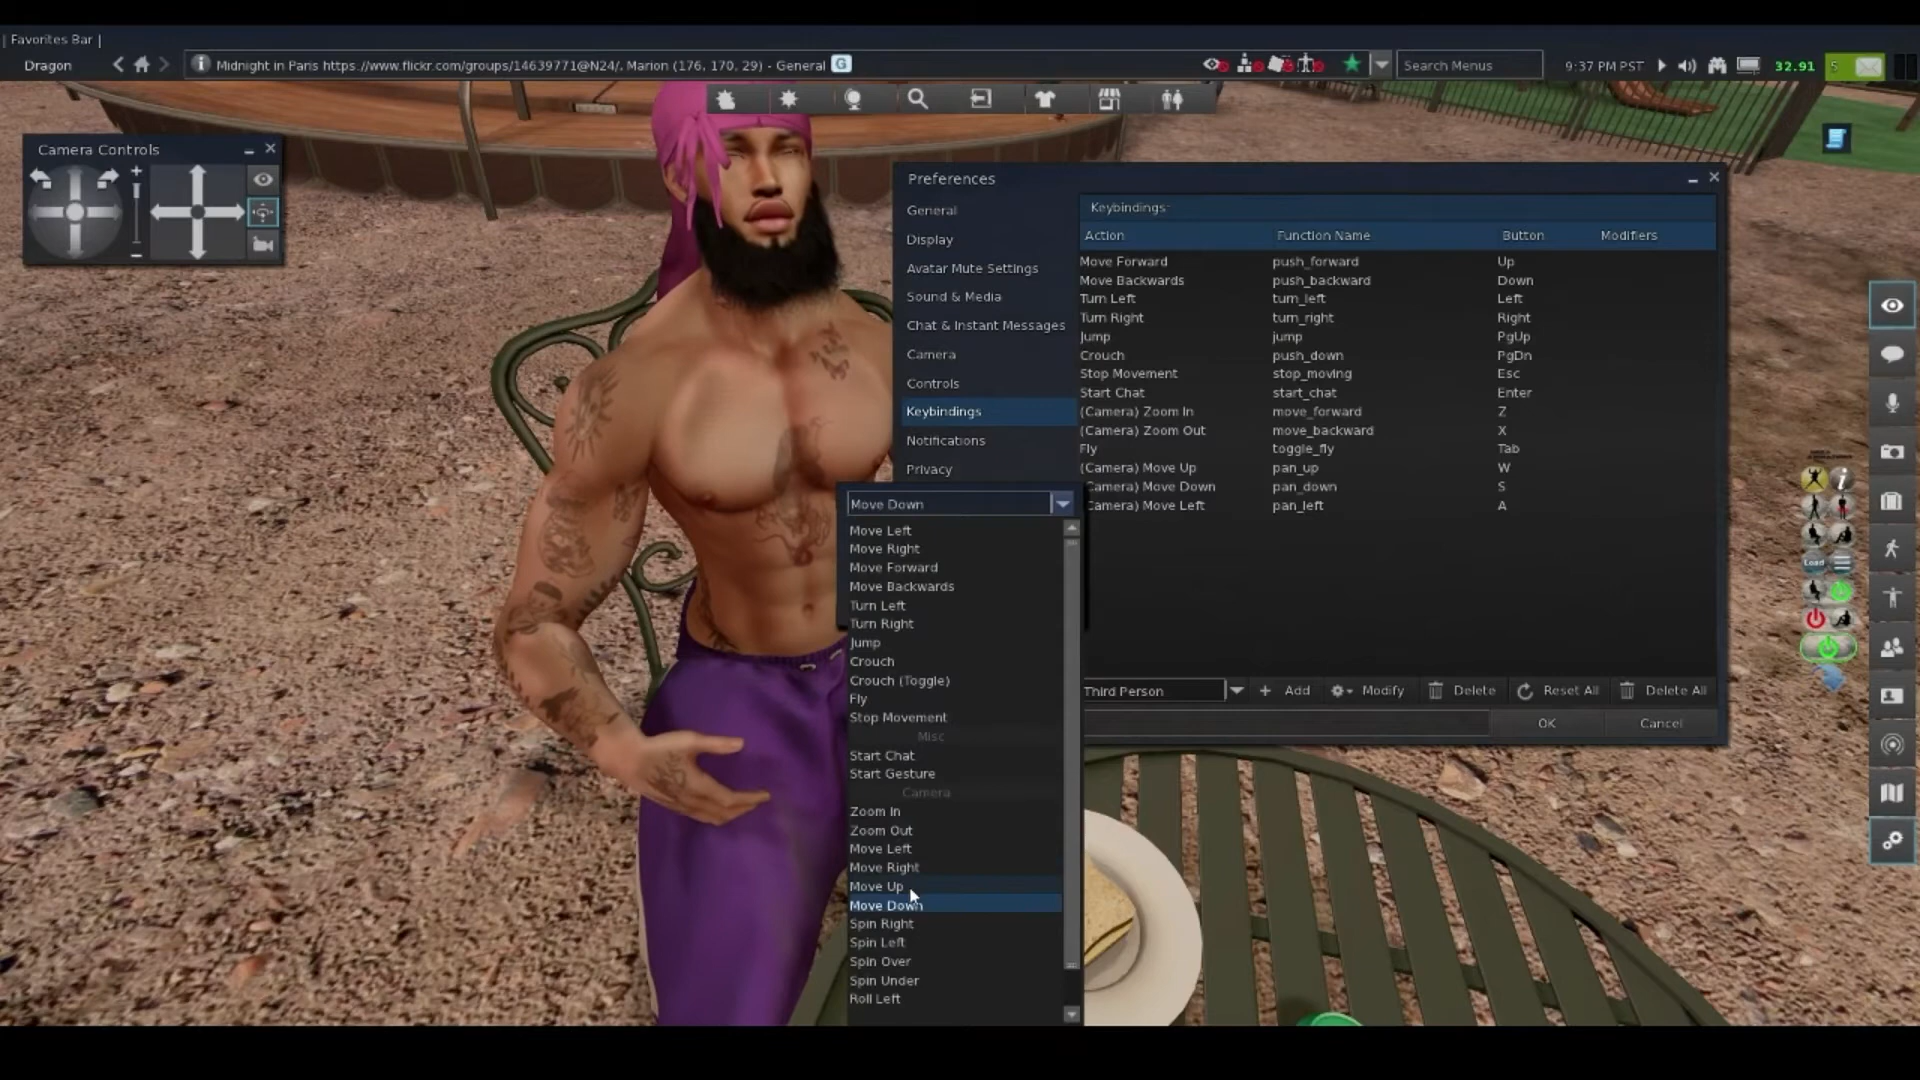 | Favorites Bar |
Dragon
Midnight in Paris https://www.flickr.com/groups/14639771@N24/, Marion (176, 170, 29) - General G
Search Menus
9:37 PM PST
32.91
5
Camera Controls
Preferences
General
Display
Avatar Mute Settings
Sound & Media
Chat & Instant Messages
Camera
Controls
Keybindings
Notifications
Privacy
Keybindings
Action Function Name Button Modifiers
Move Forward push_forward Up
Move Backwards push_backward Down
Turn Left turn_left Left
Turn Right turn_right Right
Jump jump PgUp
Crouch push_down PgDn
Stop Movement stop_moving Esc
Start Chat start_chat Enter
(Camera) Zoom In move_forward Z
(Camera) Zoom Out move_backward X
Fly toggle_fly Tab
(Camera) Move Up pan_up W
Camera) Move Down pan_down S
Camera) Move Left pan_left A
Move Down
Move Left
Move Right
Move Forward
Move Backwards
Turn Left
Turn Right
Jump
Crouch
Crouch (Toggle)
Fly
Stop Movement
Misc
Start Chat
Start Gesture
Camera
Zoom In
Zoom Out
Move Left
Move Right
Move Up
Move Down
Spin Right
Spin Left
Spin Over
Spin Under
Roll Left
Third Person
+ Add
Modify
Delete
Reset All
Delete All
OK
Cancel
Load